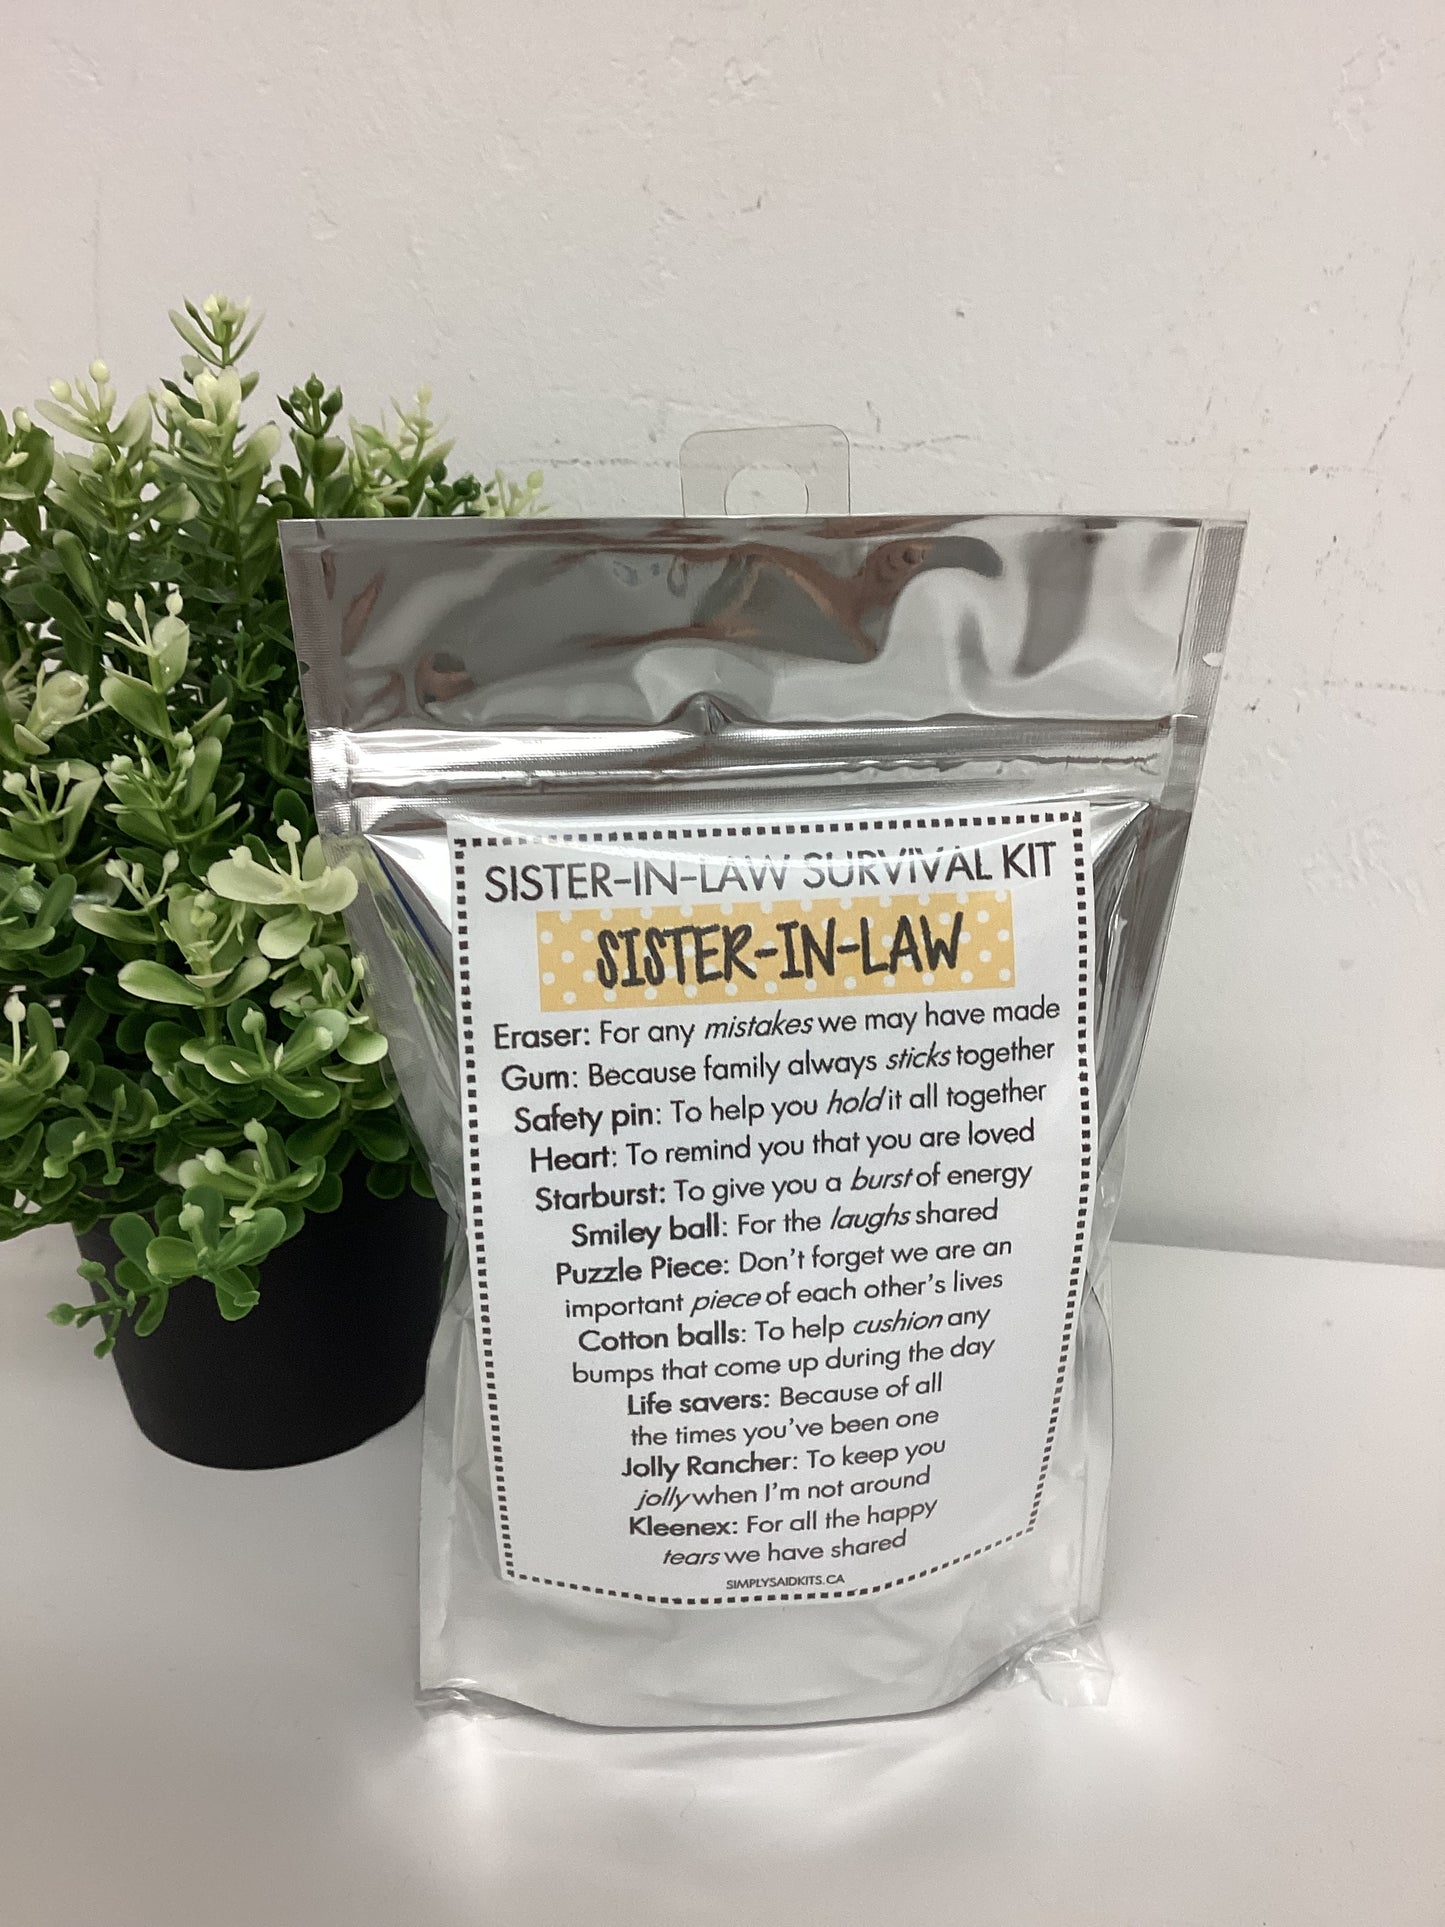 SISTER-IN-LAW SURVIVAL KIT
SISTER-IN-LAW
Eraser: For any mistakes we may have made
Gum: Because family always sticks together
Safety pin: To help you hold it all together
Heart: To remind you that you are loved
Starburst: To give you a burst of energy
Smiley ball: For the laughs shared
Puzzle Piece: Don't forget we are an
important piece of each other's lives
Cotton balls: To help cushion any
bumps that come up during the day
Life savers: Because of all
the times you've been one
Jolly Rancher: To keep you
jolly when I'm not around
Kleenex: For all the happy
tears we have shared
SIMPLYSAIDKITS.CA